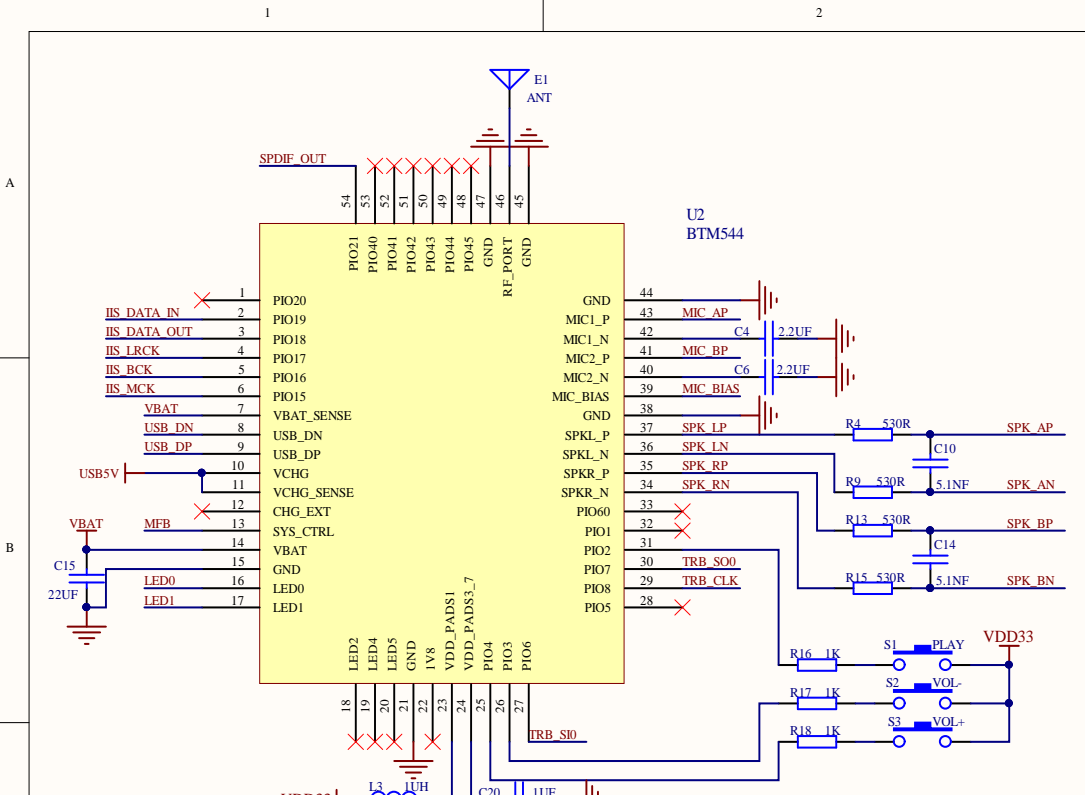 1
2
A
B
E1
ANT
SPDIF_OUT
54
53
52
51
50
49
48
47
46
45
PIO21
PIO40
PIO41
PIO42
PIO43
PIO44
PIO45
GND
RF_PORT
GND
U2
BTM544
1 PIO20
IIS_DATA_IN 2 PIO19
IIS_DATA_OUT 3 PIO18
IIS_LRCK 4 PIO17
IIS_BCK 5 PIO16
IIS_MCK 6 PIO15
VBAT 7 VBAT_SENSE
USB_DN 8 USB_DN
USB_DP 9 USB_DP
USB5V 10 VCHG
11 VCHG_SENSE
12 CHG_EXT
MFB 13 SYS_CTRL
VBAT
14 VBAT
15 GND
C15
22UF
LED0 16 LED0
LED1 17 LED1
GND 44
MIC1_P 43 MIC_AP
MIC1_N 42 C4 2.2UF
MIC2_P 41 MIC_BP
MIC2_N 40 C6 2.2UF
MIC_BIAS 39 MIC_BIAS
GND 38
SPKL_P 37 SPK_LP R4 530R SPK_AP
SPKL_N 36 SPK_LN C10
SPKR_P 35 SPK_RP
SPKR_N 34 SPK_RN R9 530R 5.1NF SPK_AN
PIO60 33
PIO1 32 R13 530R SPK_BP
PIO2 31 C14
PIO7 30 TRB_SO0
PIO8 29 TRB_CLK R15 530R 5.1NF SPK_BN
PIO5 28
LED2
LED4
LED5
GND
1V8
VDD_PADS1
VDD_PADS3_7
PIO4
PIO3
PIO6
18
19
20
21
22
23
24
25
26
27
TRB_SI0
VDD33
R16 1K S1 PLAY
R17 1K S2 VOL-
R18 1K S3 VOL+
L3 1UH
C20 1UF